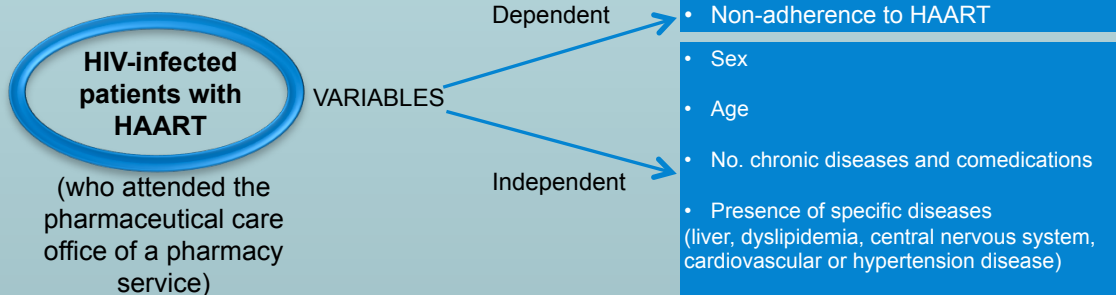 HIV-infected
patients with
HAART
(who attended the
pharmaceutical care
office of a pharmacy
service)
VARIABLES
Dependent
• Non-adherence to HAART
Independent
• Sex
• Age
• No. chronic diseases and comedications
• Presence of specific diseases
(liver, dyslipidemia, central nervous system,
cardiovascular or hypertension disease)